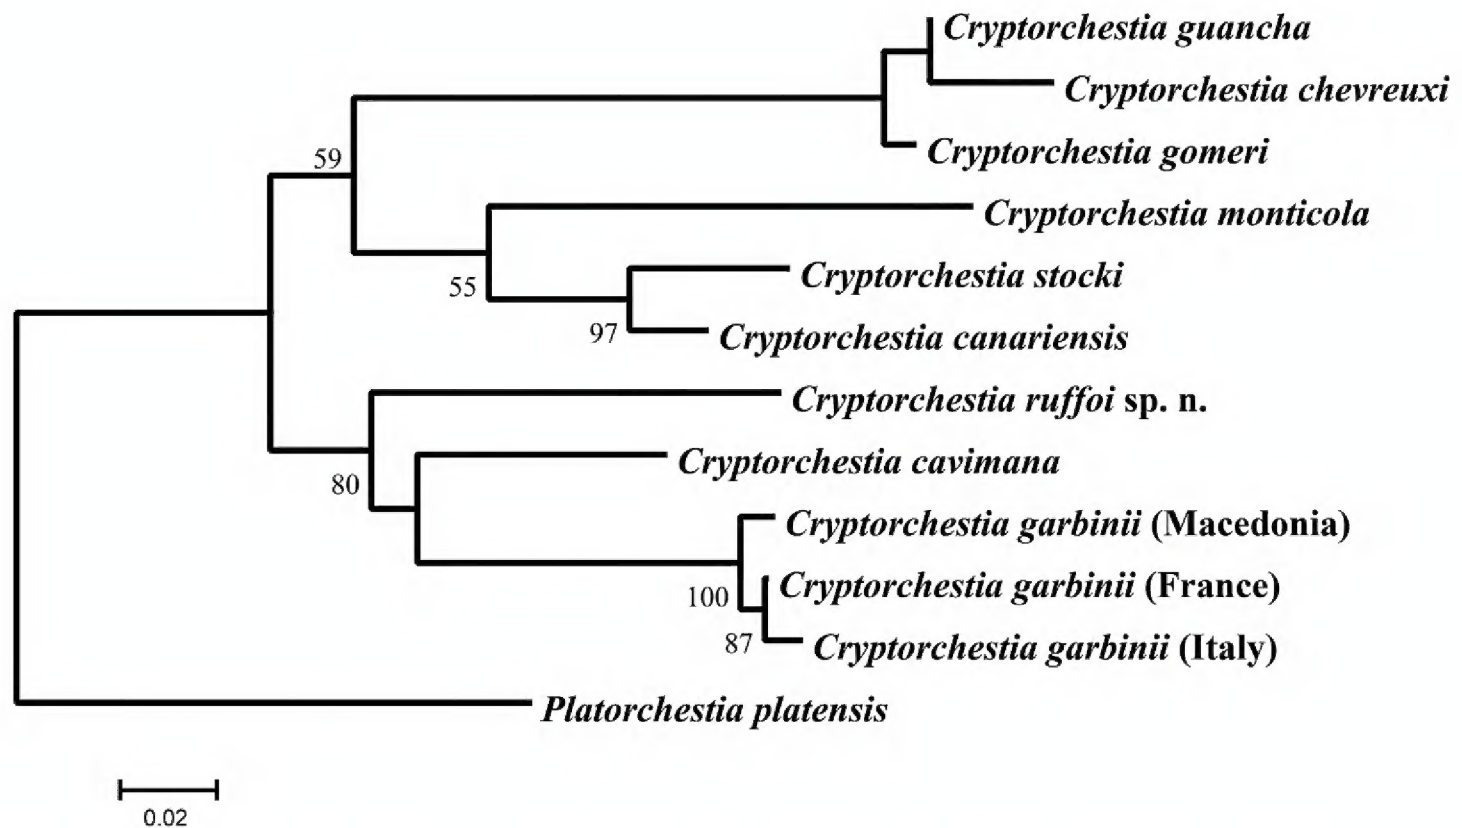 Cryptorchestia guancha
Cryptorchestia chevreuxi
Cryptorchestia gomeri
59
Cryptorchestia monticola
Cryptorchestia stocki
55
Cryptorchestia canariensis
97
Cryptorchestia ruffoi sp. n.
Cryptorchestia cavimana
80
Cryptorchestia garbinii (Macedonia)
Cryptorchestia garbinii (France)
100
Cryptorchestia garbinii (Italy)
87
Platorchestia platensis
0.02